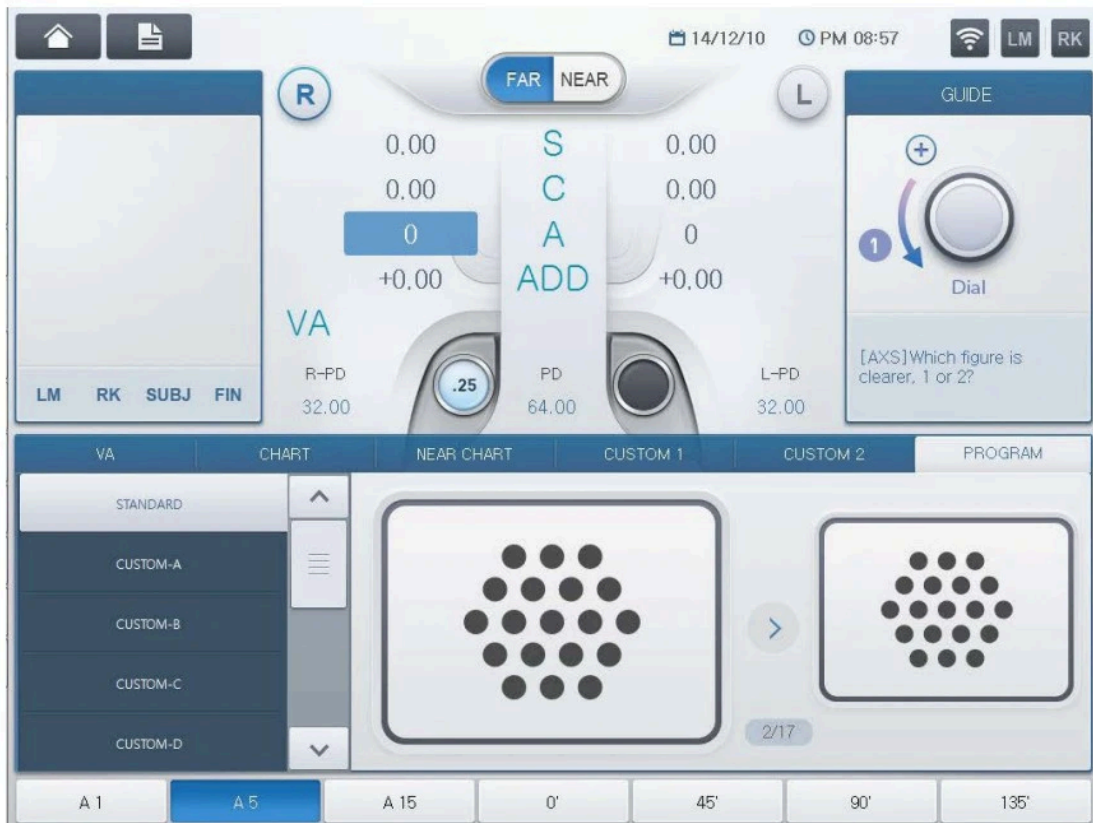 14/12/10 PM 08:57 LM RK
R FAR NEAR L GUIDE
0.00 S 0.00
0.00 C 0.00
0 A 0
+0.00 ADD +0.00
VA
+
1
Dial
[AXS]Which figure is
clearer, 1 or 2?
R-PD .25 PD L-PD
32.00 64.00 32.00
LM RK SUBJ FIN
VA CHART NEAR CHART CUSTOM 1 CUSTOM 2 PROGRAM
STANDARD
CUSTOM-A
CUSTOM-B
CUSTOM-C
CUSTOM-D
2/17
A 1 A 5 A 15 0' 45' 90' 135'